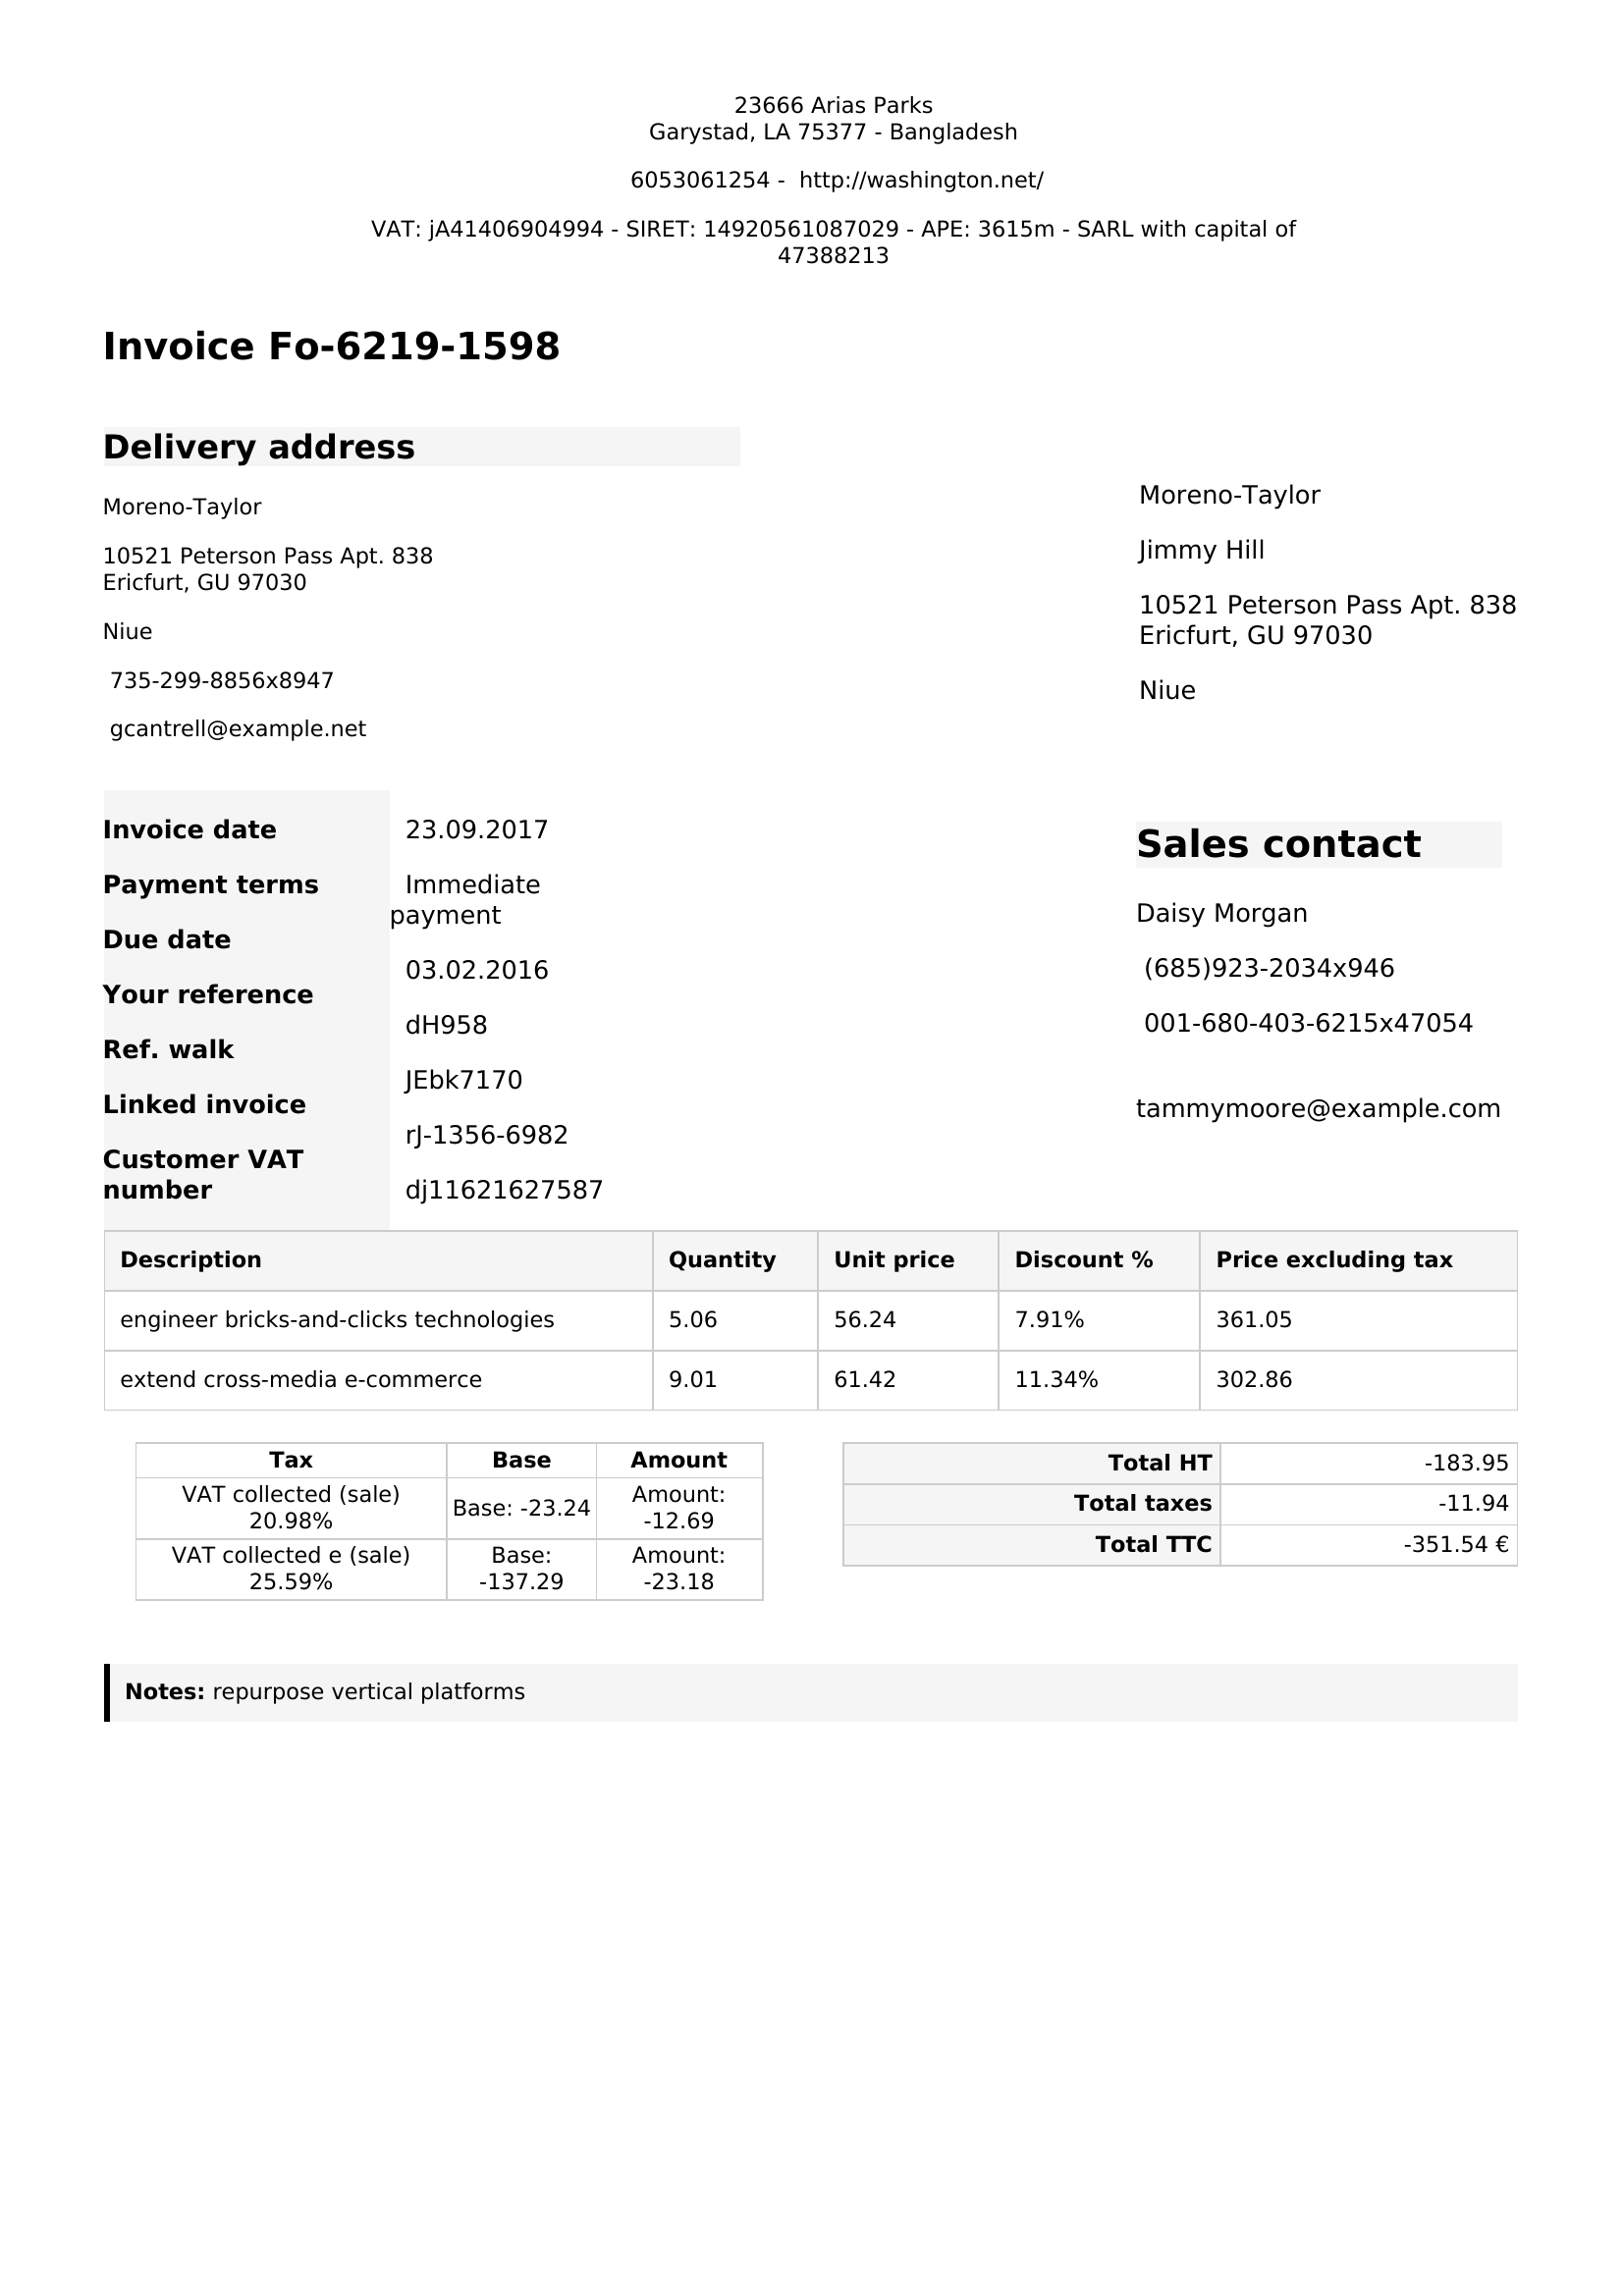 23666 Arias Parks
Garystad, LA 75377 - Bangladesh
6053061254 -  http://washington.net/
VAT: jA41406904994 - SIRET: 14920561087029 - APE: 3615m - SARL with capital of
47388213
Invoice Fo-6219-1598
Delivery address
Moreno-Taylor
10521 Peterson Pass Apt. 838
Ericfurt, GU 97030
Niue
735-299-8856x8947
gcantrell@example.net
Moreno-Taylor
Jimmy Hill
10521 Peterson Pass Apt. 838
Ericfurt, GU 97030
Niue
Invoice date
Payment terms
Due date
Your reference
Ref. walk
Linked invoice
Customer VAT
number
23.09.2017
Immediate
payment
03.02.2016
dH958
JEbk7170
rJ-1356-6982
dj11621627587
Sales contact
Daisy Morgan
(685)923-2034x946
001-680-403-6215x47054
tammymoore@example.com
Description Quantity Unit price Discount % Price excluding tax
engineer bricks-and-clicks technologies 5.06 56.24 7.91% 361.05
extend cross-media e-commerce 9.01 61.42 11.34% 302.86
Tax Base Amount
VAT collected (sale)
20.98%
Base: -23.24
Amount:
-12.69
VAT collected e (sale)
25.59%
Base:
-137.29
Amount:
-23.18
Total HT -183.95
Total taxes -11.94
Total TTC -351.54 €
Notes: repurpose vertical platforms